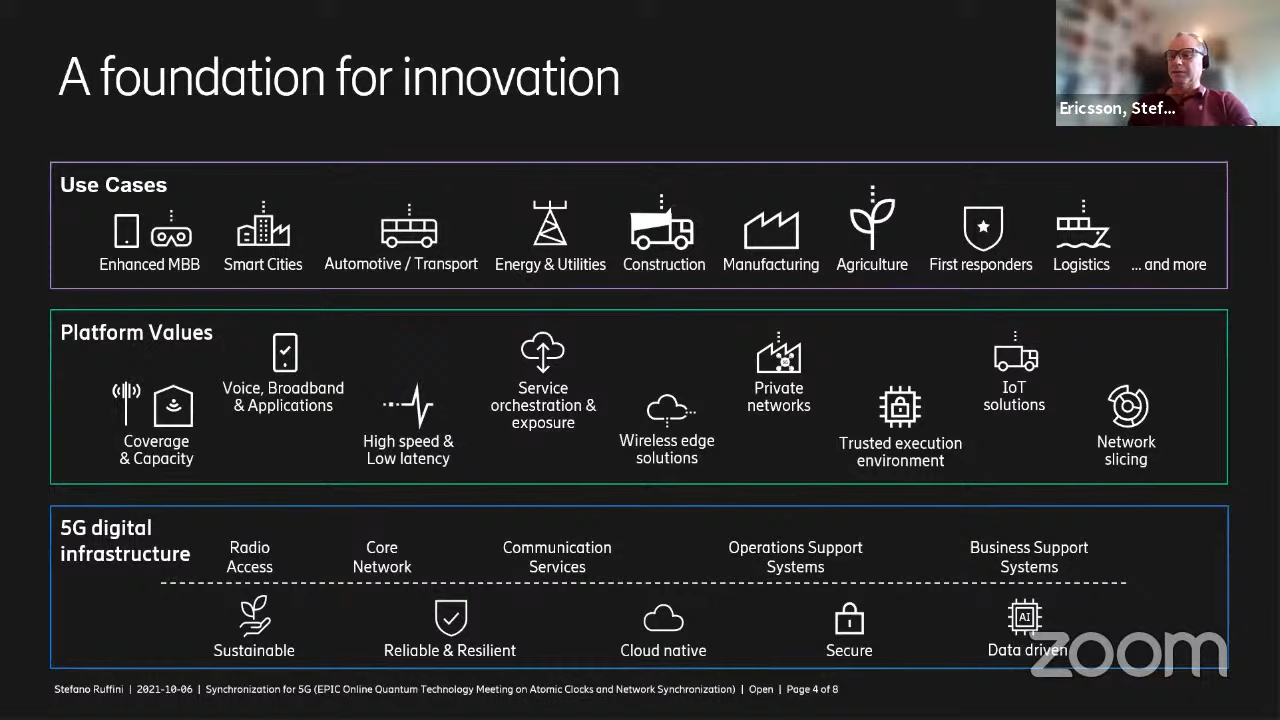 A foundation for innovation
Ericsson, Stef...
Use Cases
Enhanced MBB
Smart Cities
Automotive / Transport
Energy & Utilities
Construction
Manufacturing
Agriculture
First responders
Logistics
... and more
Platform Values
Coverage
& Capacity
Voice, Broadband
& Applications
High speed &
Low latency
Service
orchestration &
exposure
Wireless edge
solutions
Private
networks
Trusted execution
environment
IoT
solutions
Network
slicing
5G digital
infrastructure
Radio
Access
Core
Network
Communication
Services
Operations Support
Systems
Business Support
Systems
Sustainable
Reliable & Resilient
Cloud native
Secure
AI
Data driven
zoom
Stefano Ruffini | 2021-10-06 | Synchronization for 5G (EPIC Online Quantum Technology Meeting on Atomic Clocks and Network Synchronization) | Open | Page 4 of 8